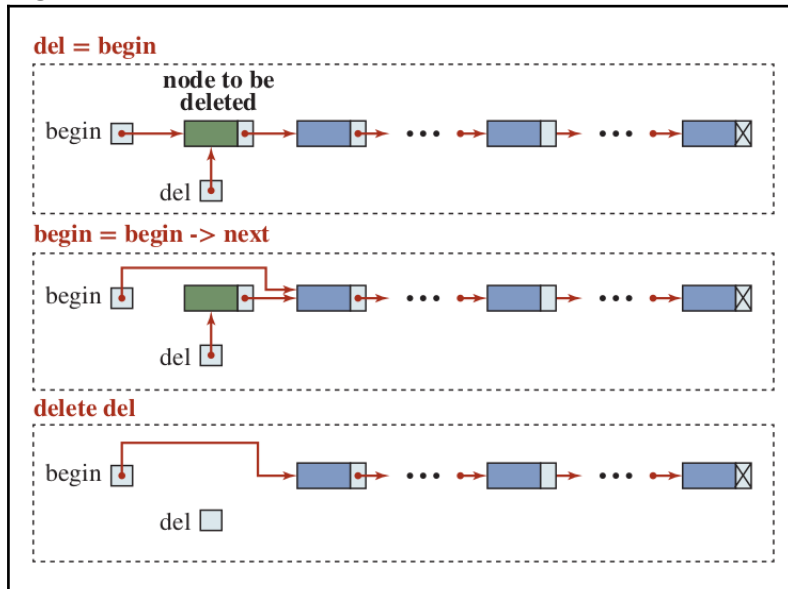 del = begin
node to be
deleted
begin
del
begin = begin -> next
begin
del
delete del
begin
del